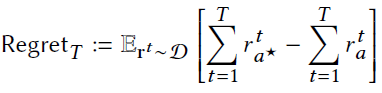 Regret_T := 𝔼_{𝐫^t∼𝒟} [ ∑_{t=1}^{T} r^t_{a⋆} − ∑_{t=1}^{T} r^t_a ]